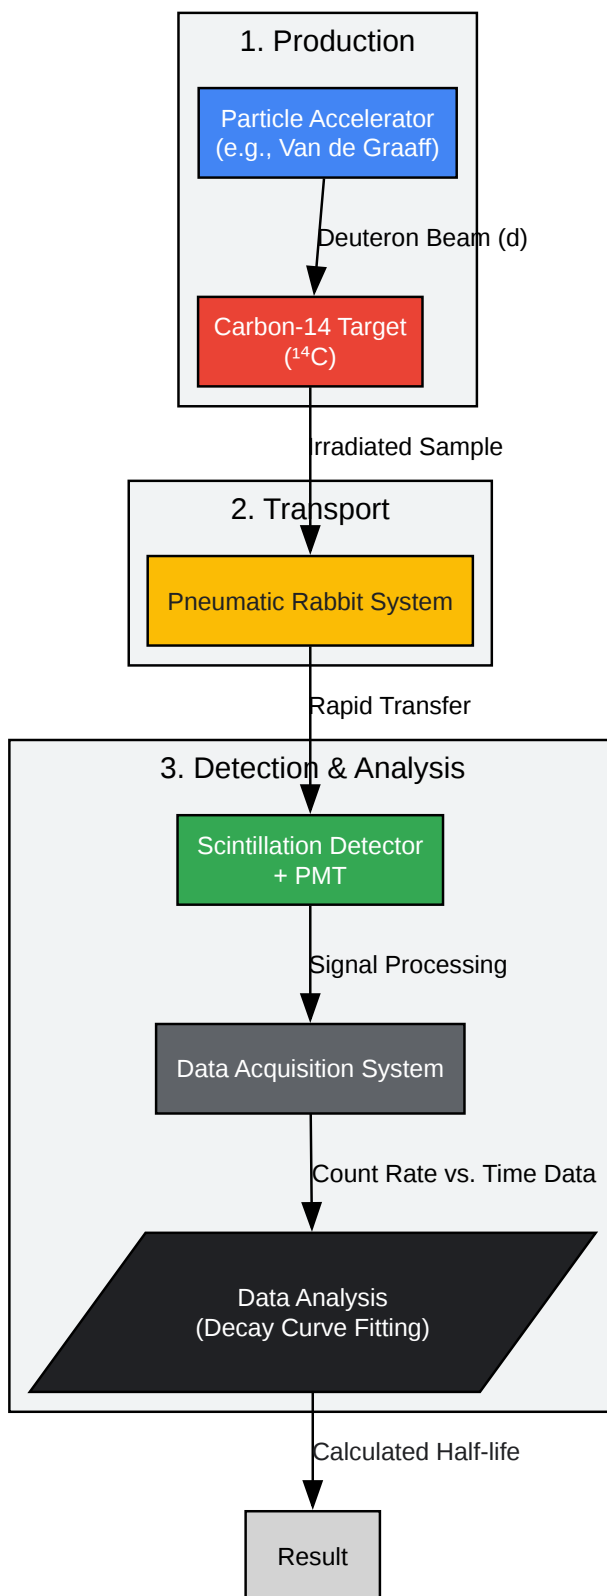 1. Production
Particle Accelerator
(e.g., Van de Graaff)
Deuteron Beam (d)
Carbon-14 Target
(¹⁴C)
Irradiated Sample
2. Transport
Pneumatic Rabbit System
Rapid Transfer
3. Detection & Analysis
Scintillation Detector
+ PMT
Signal Processing
Data Acquisition System
Count Rate vs. Time Data
Data Analysis
(Decay Curve Fitting)
Calculated Half-life
Result